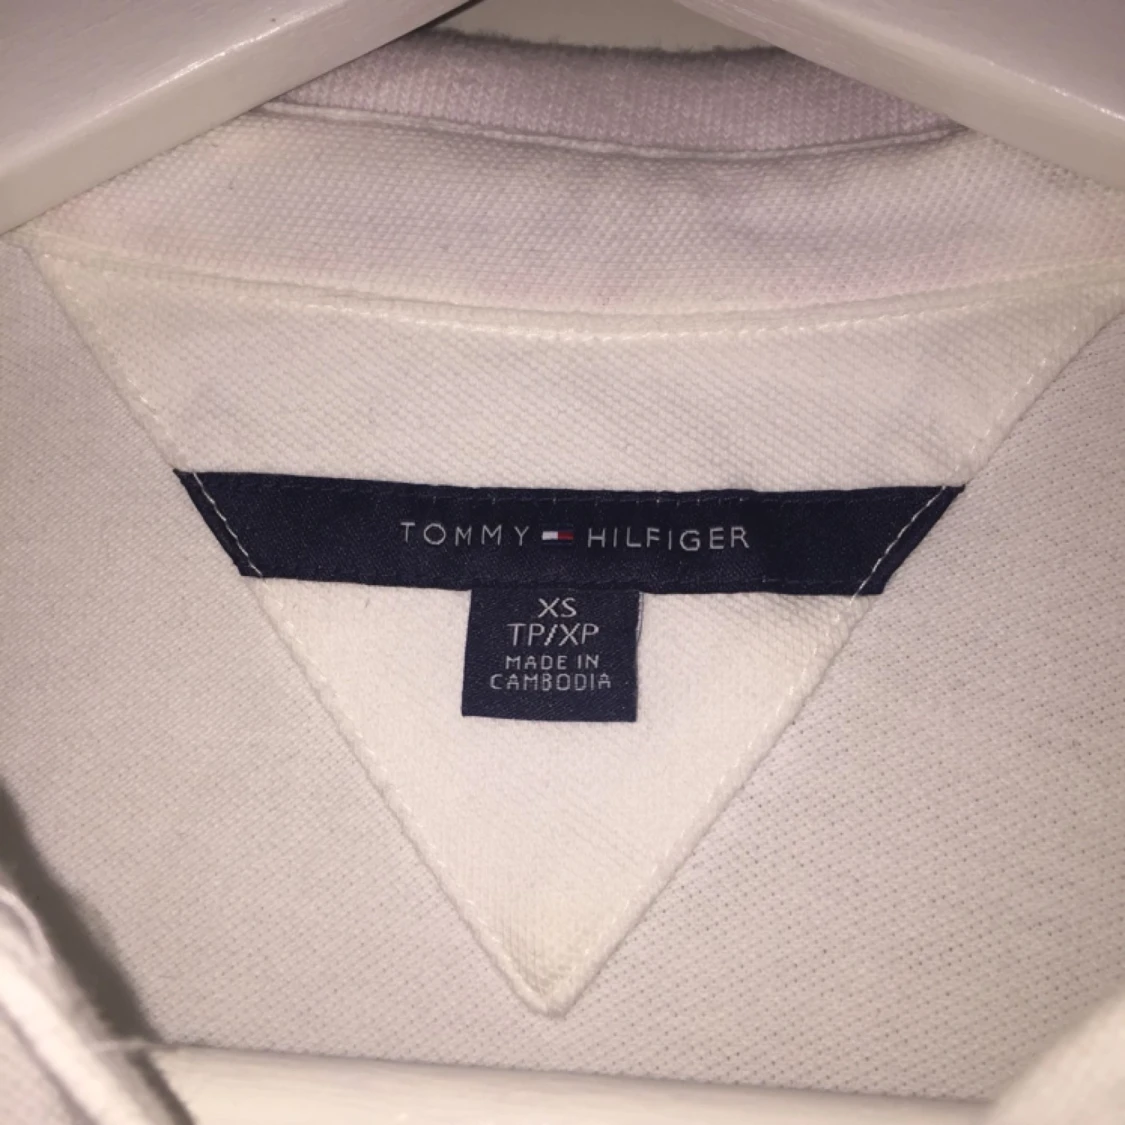 TOMMY HILFIGER
XS
TP/XP
MADE IN
CAMBODIA